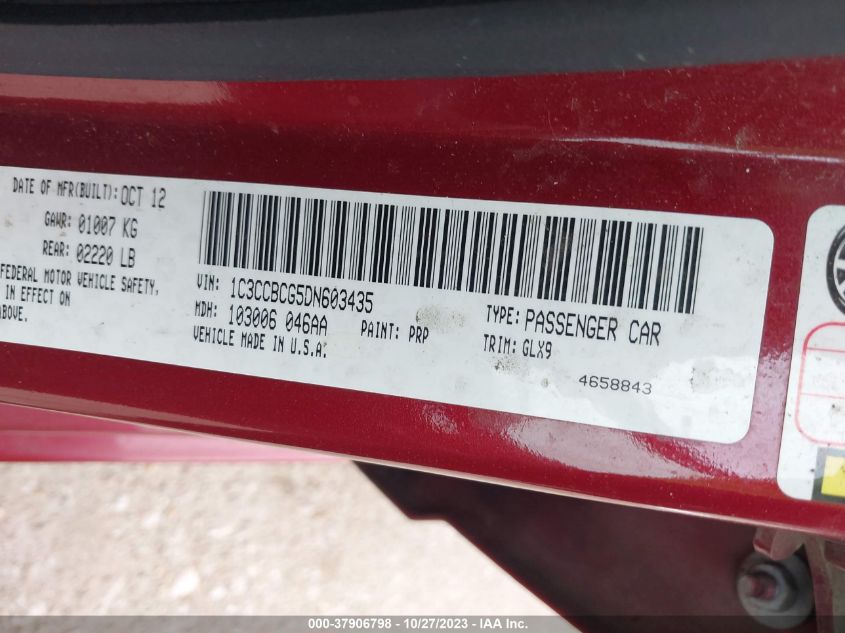 DATE OF MFR(BUILT): OCT 12
GAWR: 01007 KG
REAR: 02220 LB
FEDERAL MOTOR VEHICLE SAFETY,
IN EFFECT ON
ABOVE.
VIN: 1C3CCBCG5DN603435
TYPE: PASSENGER CAR
MDH: 103006 046AA
PAINT: PRP
TRIM: GLX9
VEHICLE MADE IN U.S.A.
4658843
000-37906798 - 10/27/2023 - IAA Inc.